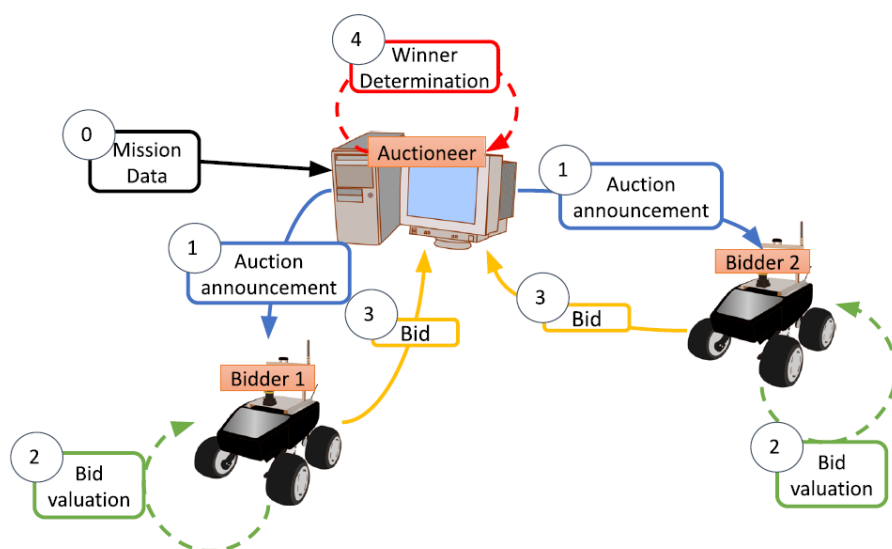 4
Winner
Determination
0
Mission
Data
Auctioneer
1
Auction
announcement
1
Auction
announcement
Bidder 2
3
Bid
3
Bid
Bidder 1
2
Bid
valuation
2
Bid
valuation